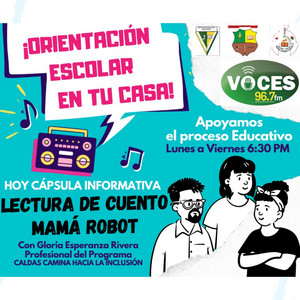 ¡ORIENTACIÓN
ESCOLAR
EN TU CASA!
VOCES
96.7fm
Apoyamos
el proceso Educativo
Lunes a Viernes 6:30 PM
HOY CÁPSULA INFORMATIVA
LECTURA DE CUENTO
MAMÁ ROBOT
Con Gloria Esperanza Rivera
Profesional del Programa
CALDAS CAMINA HACIA LA INCLUSIÓN